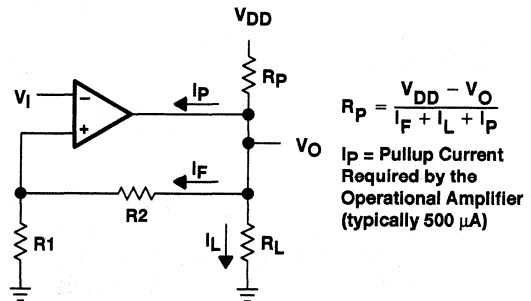 VDD
IP
RP
VI
−
+
VO
IF
R2
R1
IL
RL
RP = VDD − VO / IF + IL + IP
IP = Pullup Current
Required by the
Operational Amplifier
(typically 500 µA)